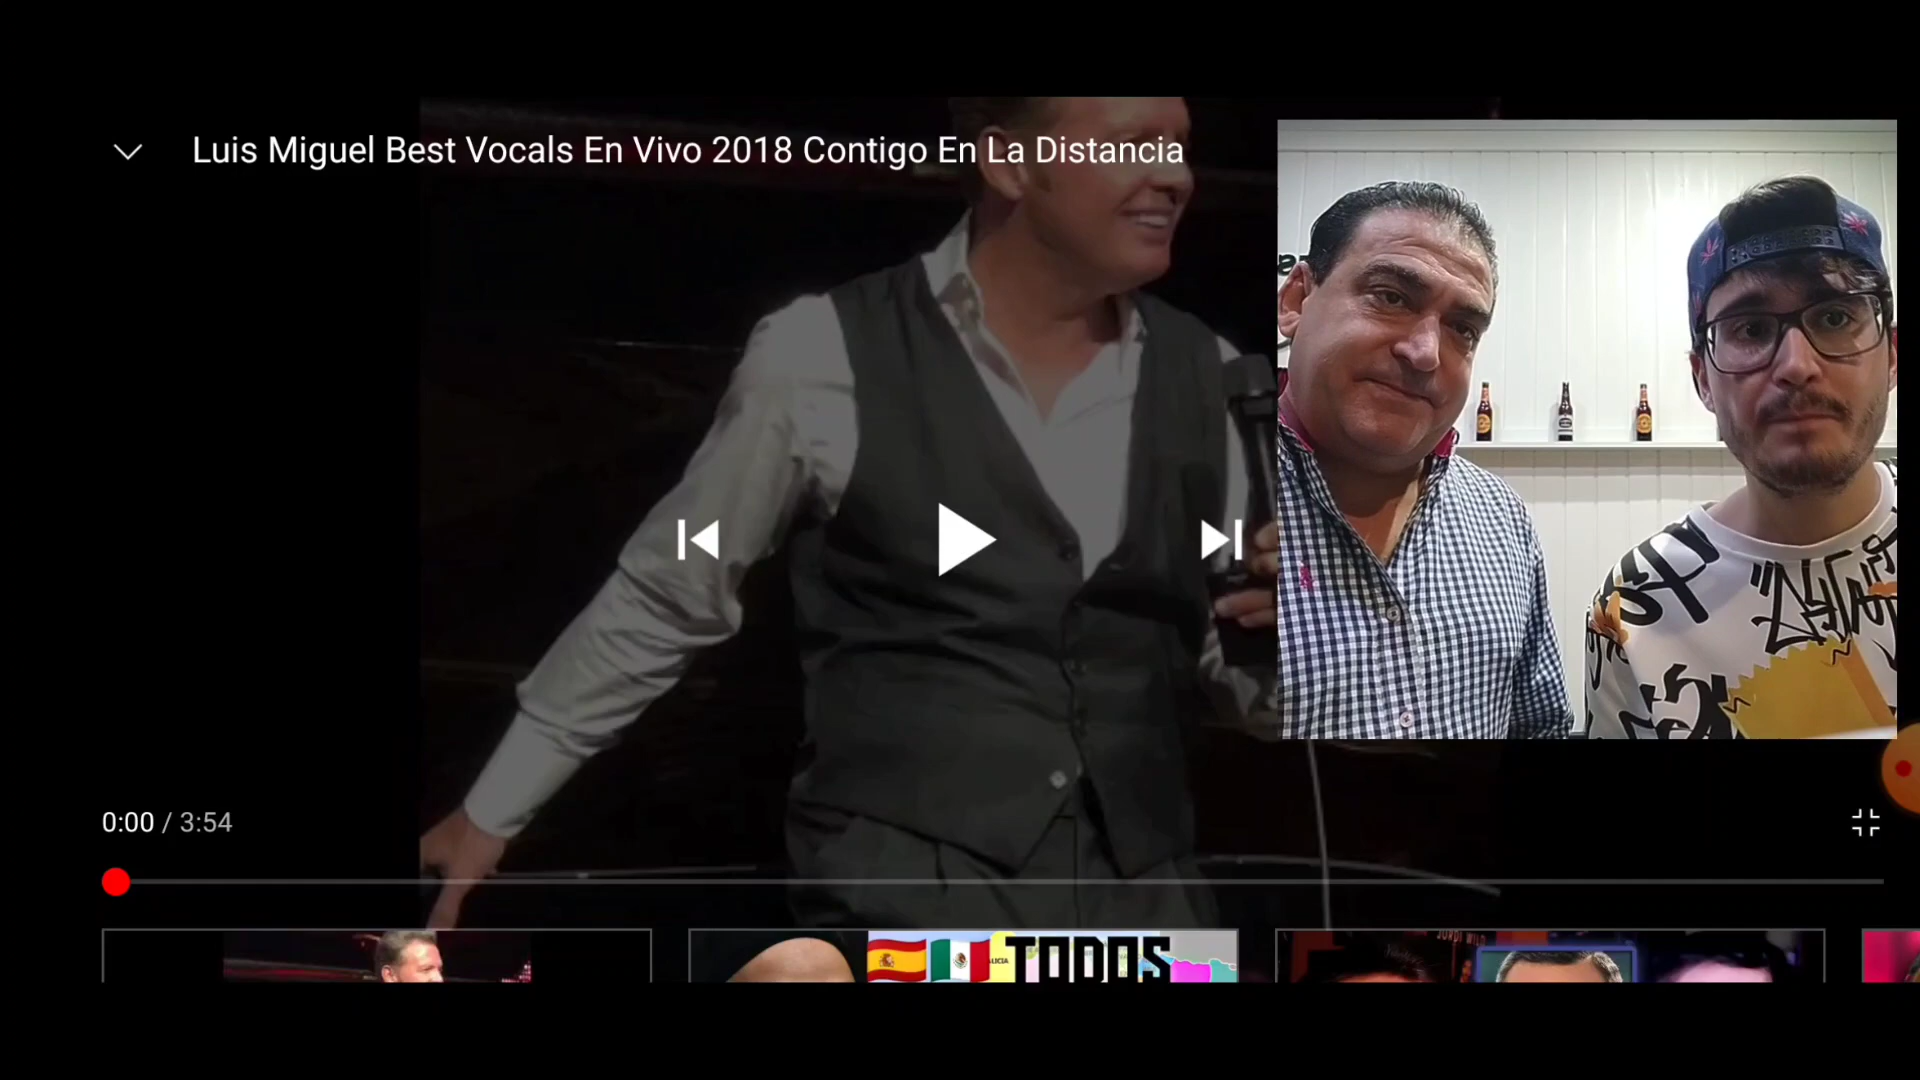 Luis Miguel Best Vocals En Vivo 2018 Contigo En La Distancia
0:00 / 3:54
TODOS